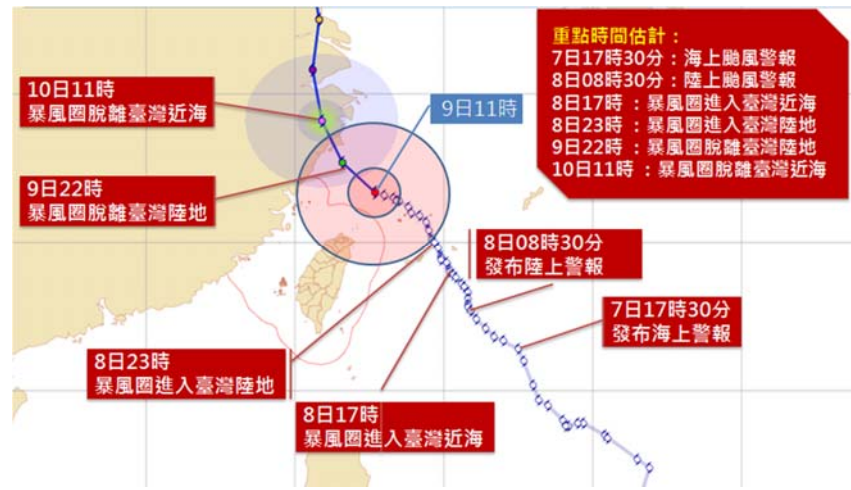 重點時間估計：
7日17時30分：海上颱風警報
8日08時30分：陸上颱風警報
8日17時：暴風圈進入臺灣近海
8日23時：暴風圈進入臺灣陸地
9日22時：暴風圈脫離臺灣陸地
10日11時：暴風圈脫離臺灣近海
10日11時
暴風圈脫離臺灣近海
9日11時
9日22時
暴風圈脫離臺灣陸地
8日08時30分
發布陸上警報
7日17時30分
發布海上警報
8日23時
暴風圈進入臺灣陸地
8日17時
暴風圈進入臺灣近海